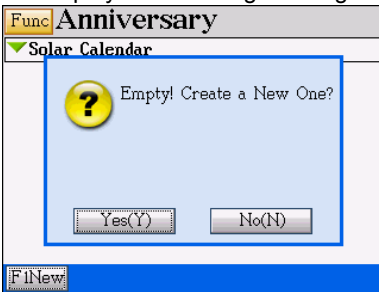 Func Anniversary
Solar Calendar
Empty! Create a New One?
Yes(Y) No(N)
F1New